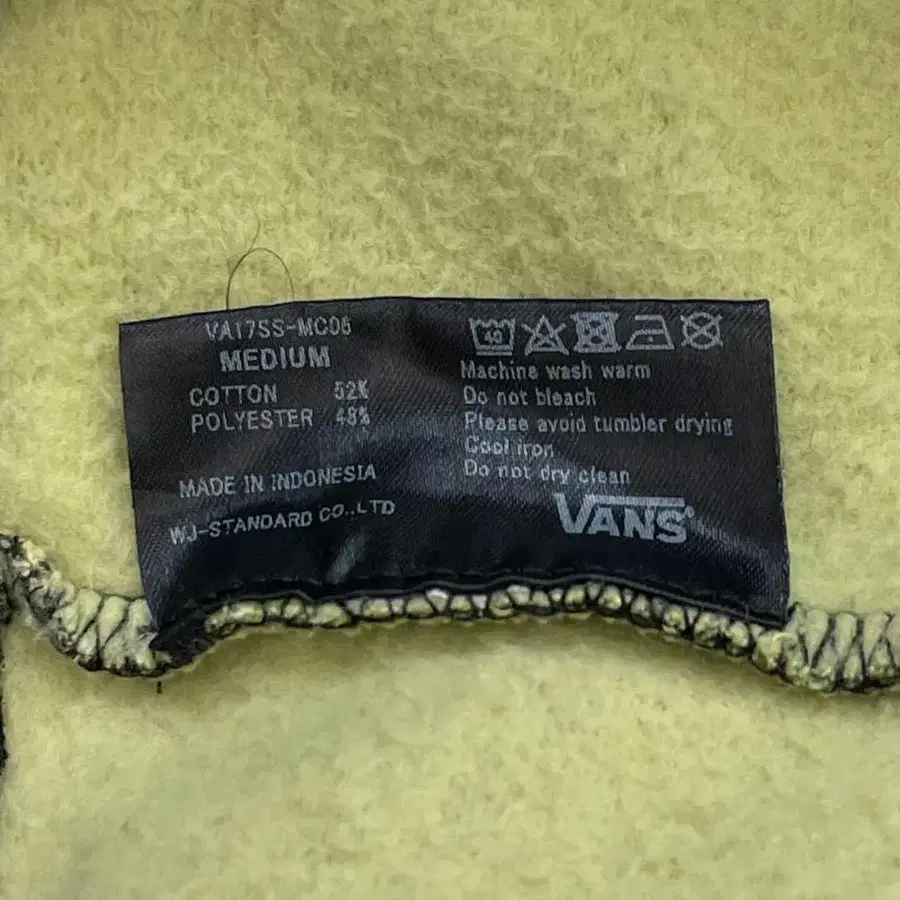 VA17SS-MC06
MEDIUM
COTTON 52%
POLYESTER 48%
MADE IN INDONESIA
WJ-STANDARD CO.,LTD
40
Machine wash warm
Do not bleach
Please avoid tumbler drying
Cool iron
Do not dry clean
VANS